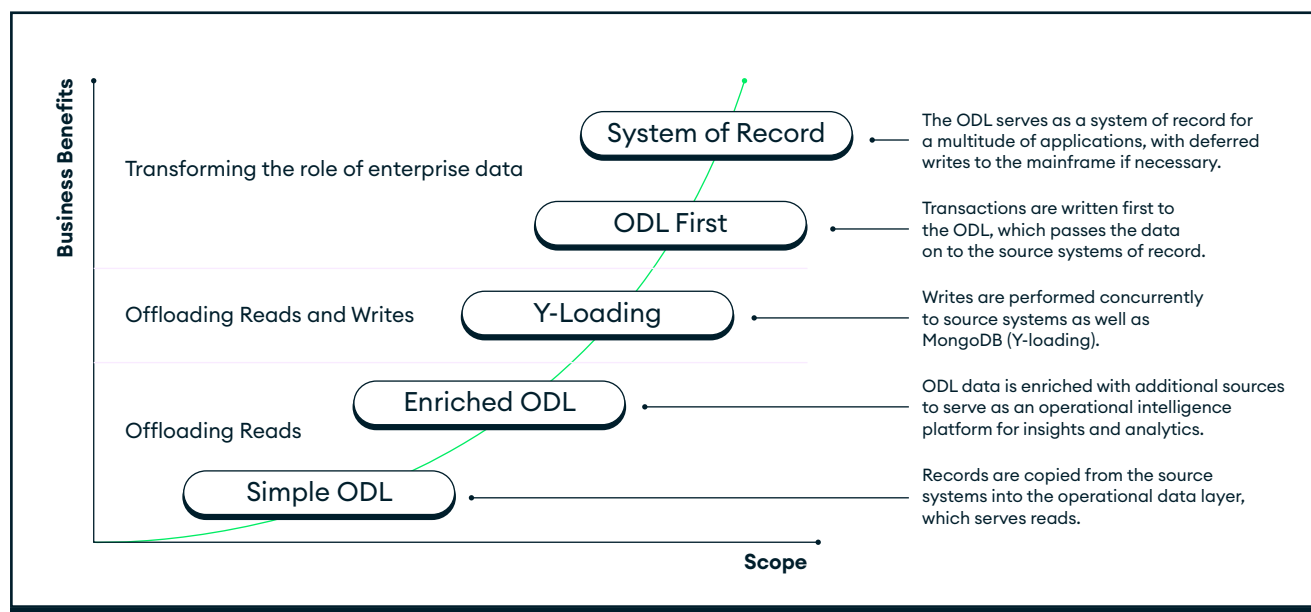 Business Benefits
System of Record
The ODL serves as a system of record for
a multitude of applications, with deferred
writes to the mainframe if necessary.
Transforming the role of enterprise data
ODL First
Transactions are written first to
the ODL, which passes the data
on to the source systems of record.
Offloading Reads and Writes
Y-Loading
Writes are performed concurrently
to source systems as well as
MongoDB (Y-loading).
Enriched ODL
ODL data is enriched with additional sources
to serve as an operational intelligence
platform for insights and analytics.
Offloading Reads
Simple ODL
Records are copied from the source
systems into the operational data layer,
which serves reads.
Scope